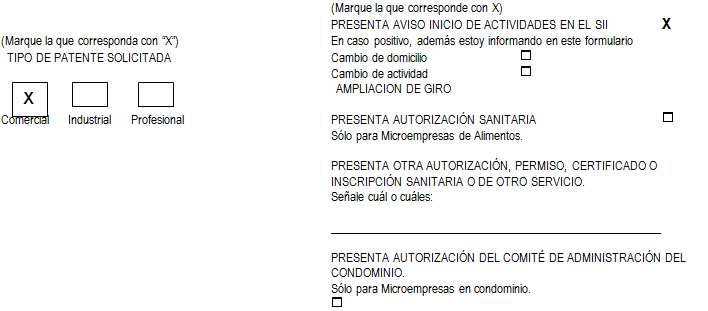 (Marque la que corresponda con “X”)
TIPO DE PATENTE SOLICITADA
X
Comercial Industrial Profesional
(Marque la que corresponde con X)
PRESENTA AVISO INICIO DE ACTIVIDADES EN EL SII X
En caso positivo, además estoy informando en este formulario
Cambio de domicilio
Cambio de actividad
AMPLIACION DE GIRO
PRESENTA AUTORIZACIÓN SANITARIA
Sólo para Microempresas de Alimentos.
PRESENTA OTRA AUTORIZACIÓN, PERMISO, CERTIFICADO O
INSCRIPCIÓN SANITARIA O DE OTRO SERVICIO.
Señale cuál o cuáles:
PRESENTA AUTORIZACIÓN DEL COMITÉ DE ADMINISTRACIÓN DEL
CONDOMINIO.
Sólo para Microempresas en condominio.